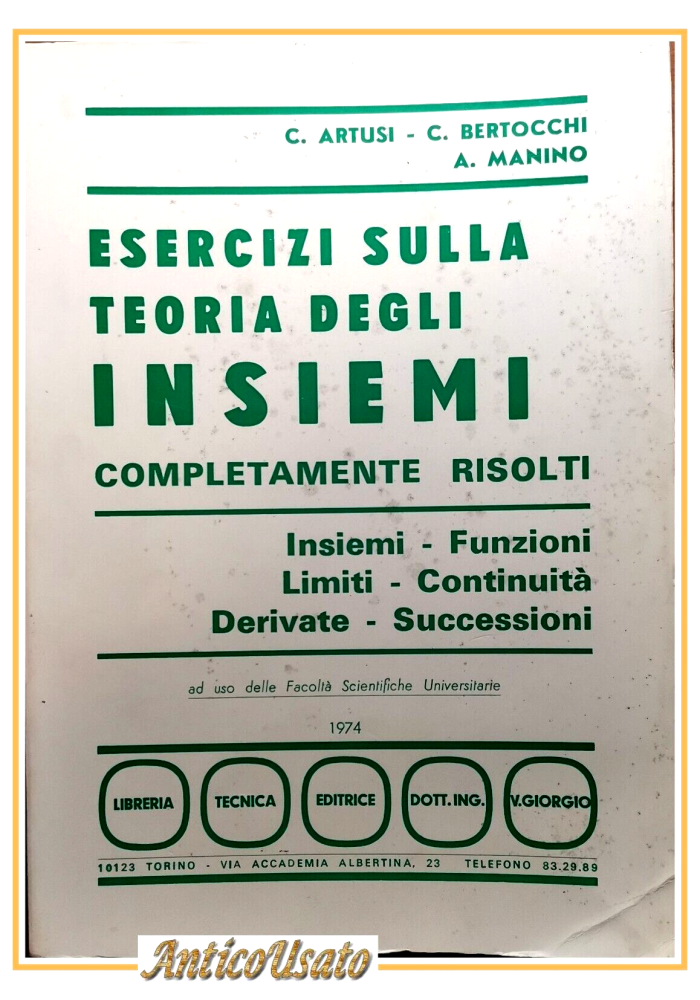 C. ARTUSI - C. BERTOCCHI
A. MANINO
ESERCIZI SULLA
TEORIA DEGLI
INSIEMI
COMPLETAMENTE RISOLTI
Insiemi - Funzioni
Limiti - Continuità
Derivate - Successioni
ad uso delle Facoltà Scientifiche Universitarie
1974
LIBRERIA TECNICA EDITRICE DOTT. ING. V. GIORGIO
10123 TORINO - VIA ACCADEMIA ALBERTINA, 23 TELEFONO 83.29.89
AnticoUsato